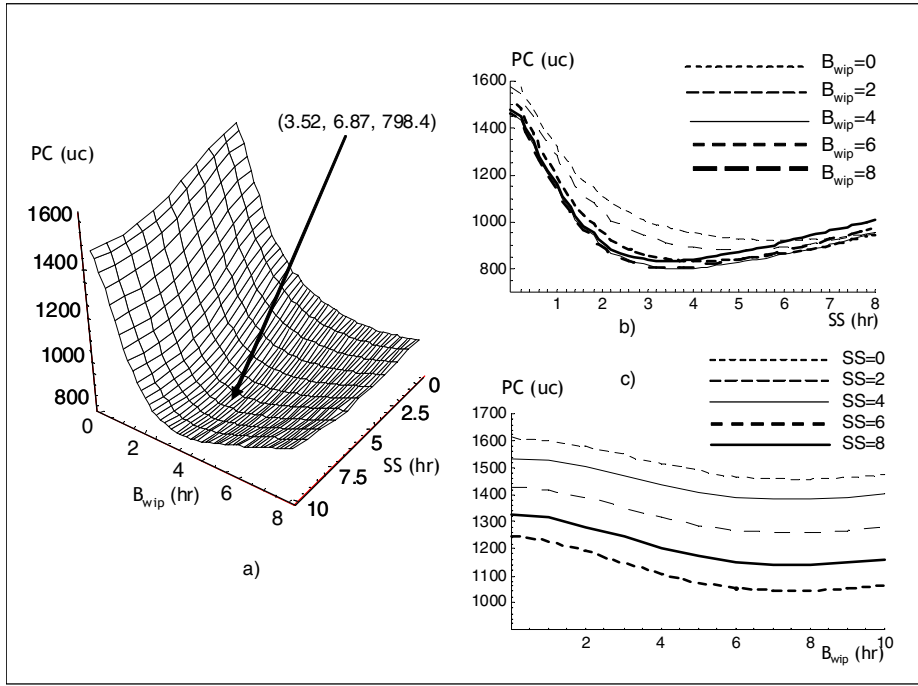 (3.52, 6.87, 798.4)
PC (uc)
1600
1400
1200
1000
800
0
2
4
6
8
B_wip (hr)
0
2.5
5
7.5
10
SS (hr)
a)
PC (uc)
1600
1400
1000
800
1 2 3 4 5 6 7 8
SS (hr)
b)
B_wip=0
B_wip=2
B_wip=4
B_wip=6
B_wip=8
c)
PC (uc)
SS=0
SS=2
SS=4
SS=6
SS=8
1700
1600
1500
1400
1300
1200
1100
1000
2 4 6 8 10
B_wip (hr)